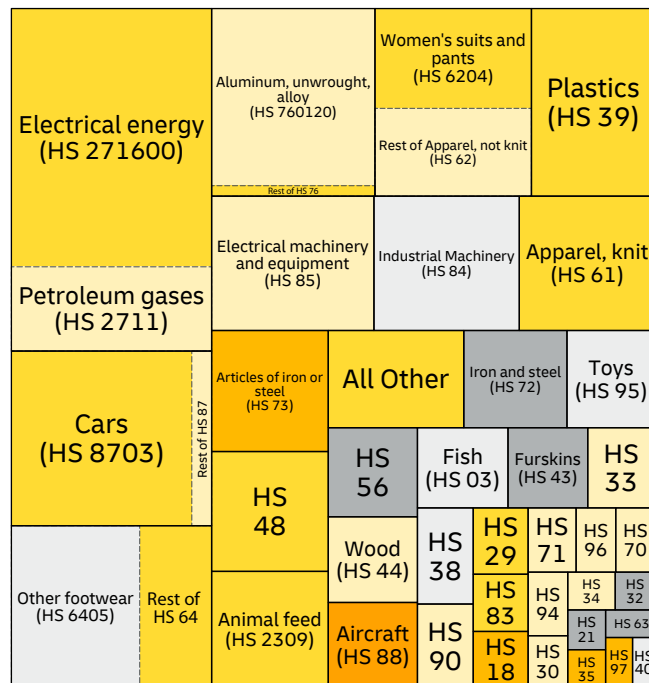 Electrical energy
(HS 271600)
Petroleum gases
(HS 2711)
Cars
(HS 8703)
Rest of HS 87
Other footwear
(HS 6405)
Rest of
HS 64
Aluminum, unwrought,
alloy
(HS 760120)
Rest of HS 76
Women's suits and
pants
(HS 6204)
Rest of Apparel, not knit
(HS 62)
Plastics
(HS 39)
Electrical machinery
and equipment
(HS 85)
Industrial Machinery
(HS 84)
Apparel, knit
(HS 61)
Articles of iron or
steel
(HS 73)
All Other
Iron and steel
(HS 72)
Toys
(HS 95)
HS
48
Animal feed
(HS 2309)
HS
56
Wood
(HS 44)
Aircraft
(HS 88)
Fish
(HS 03)
Furskins
(HS 43)
HS
33
HS
38
HS
90
HS
29
HS
83
HS
18
HS
71
HS
96
HS
70
HS
94
HS
30
HS
34
HS
32
HS
21
HS 63
HS
35
HS
97
HS
40